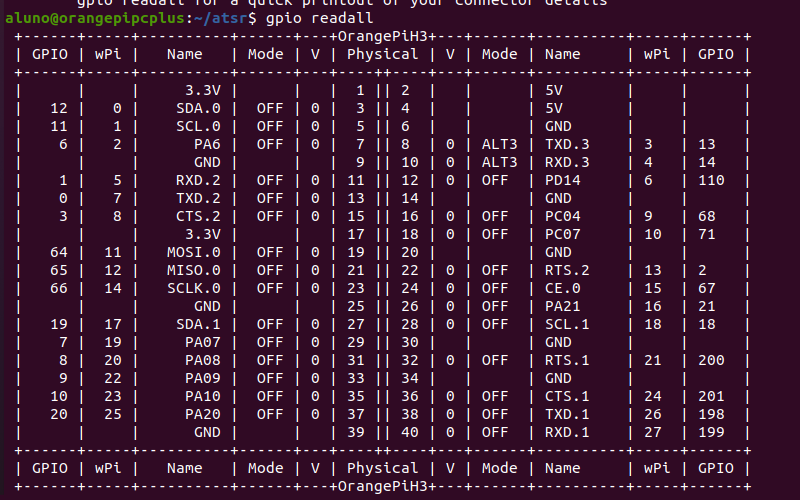 gpio readall for a quick printout of your connector details
aluno@orangepipcplus:~/atsr$ gpio readall
+------+-----+----------+------+---+OrangePiH3+---+------+----------+-----+------+
| GPIO | wPi |   Name   | Mode | V | Physical | V | Mode | Name     | wPi | GPIO |
+------+-----+----------+------+---+----++----+---+------+----------+-----+------+
|      |     |     3.3V |      |   |  1 || 2  |   |      | 5V       |     |      |
|   12 |   0 |    SDA.0 |  OFF | 0 |  3 || 4  |   |      | 5V       |     |      |
|   11 |   1 |    SCL.0 |  OFF | 0 |  5 || 6  |   |      | GND      |     |      |
|    6 |   2 |      PA6 |  OFF | 0 |  7 || 8  | 0 | ALT3 | TXD.3    | 3   | 13   |
|      |     |      GND |      |   |  9 || 10 | 0 | ALT3 | RXD.3    | 4   | 14   |
|    1 |   5 |    RXD.2 |  OFF | 0 | 11 || 12 | 0 | OFF  | PD14     | 6   | 110  |
|    0 |   7 |    TXD.2 |  OFF | 0 | 13 || 14 |   |      | GND      |     |      |
|    3 |   8 |    CTS.2 |  OFF | 0 | 15 || 16 | 0 | OFF  | PC04     | 9   | 68   |
|      |     |     3.3V |      |   | 17 || 18 | 0 | OFF  | PC07     | 10  | 71   |
|   64 |  11 |   MOSI.0 |  OFF | 0 | 19 || 20 |   |      | GND      |     |      |
|   65 |  12 |   MISO.0 |  OFF | 0 | 21 || 22 | 0 | OFF  | RTS.2    | 13  | 2    |
|   66 |  14 |   SCLK.0 |  OFF | 0 | 23 || 24 | 0 | OFF  | CE.0     | 15  | 67   |
|      |     |      GND |      |   | 25 || 26 | 0 | OFF  | PA21     | 16  | 21   |
|   19 |  17 |    SDA.1 |  OFF | 0 | 27 || 28 | 0 | OFF  | SCL.1    | 18  | 18   |
|    7 |  19 |     PA07 |  OFF | 0 | 29 || 30 |   |      | GND      |     |      |
|    8 |  20 |     PA08 |  OFF | 0 | 31 || 32 | 0 | OFF  | RTS.1    | 21  | 200  |
|    9 |  22 |     PA09 |  OFF | 0 | 33 || 34 |   |      | GND      |     |      |
|   10 |  23 |     PA10 |  OFF | 0 | 35 || 36 | 0 | OFF  | CTS.1    | 24  | 201  |
|   20 |  25 |     PA20 |  OFF | 0 | 37 || 38 | 0 | OFF  | TXD.1    | 26  | 198  |
|      |     |      GND |      |   | 39 || 40 | 0 | OFF  | RXD.1    | 27  | 199  |
+------+-----+----------+------+---+----++----+---+------+----------+-----+------+
| GPIO | wPi |   Name   | Mode | V | Physical | V | Mode | Name     | wPi | GPIO |
+------+-----+----------+------+---+OrangePiH3+---+------+----------+-----+------+